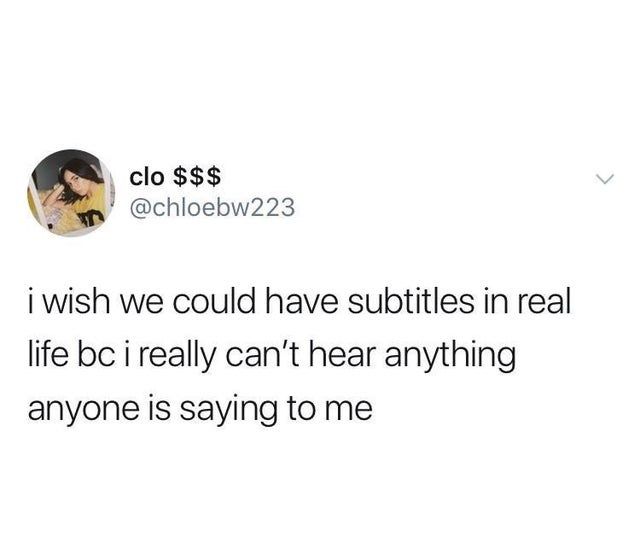 clo $$$
@chloebw223
i wish we could have subtitles in real
life bc i really can't hear anything
anyone is saying to me